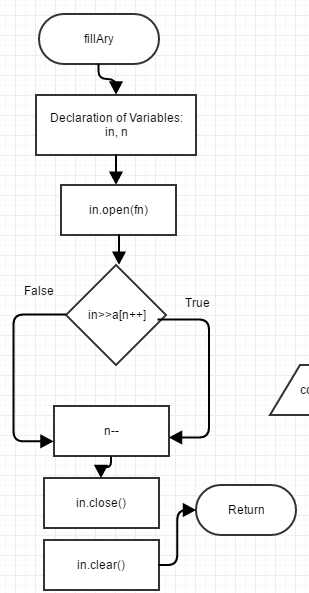 fillAry
Declaration of Variables:
in, n
in.open(fn)
False
True
in>>a[n++]
n--
in.close()
Return
in.clear()